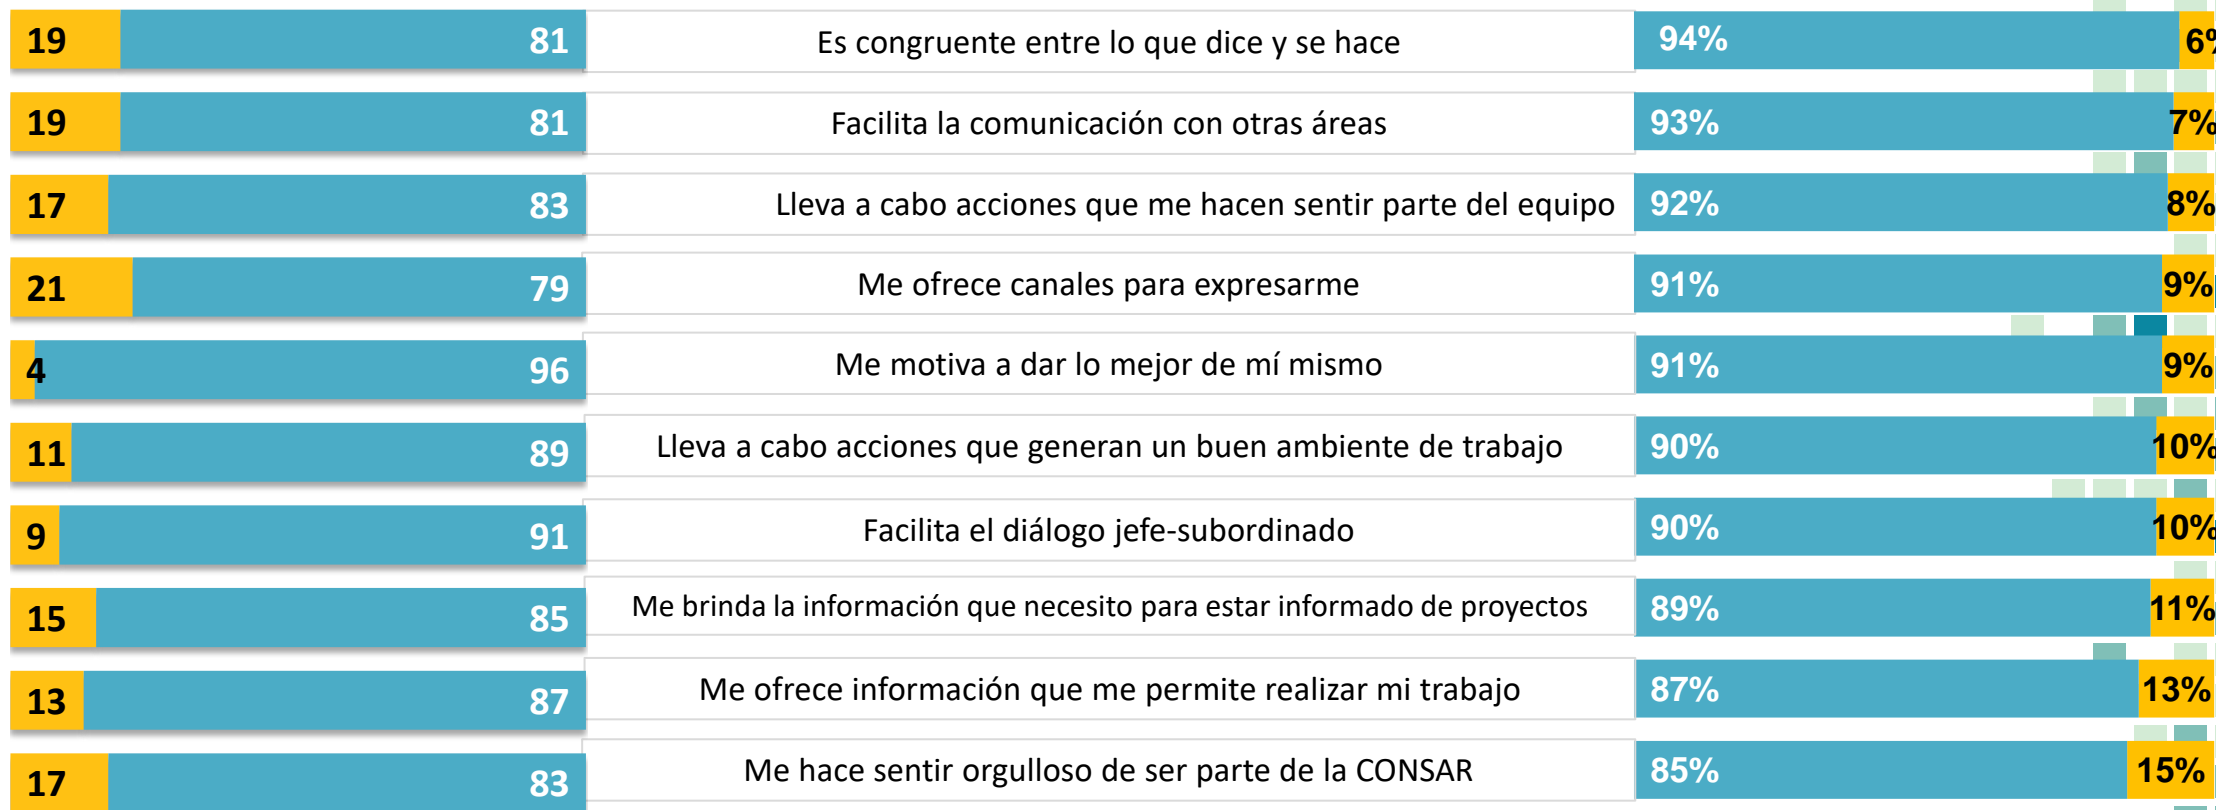 19 81 Es congruente entre lo que dice y se hace 94% 6%
19 81 Facilita la comunicación con otras áreas 93% 7%
17 83 Lleva a cabo acciones que me hacen sentir parte del equipo 92% 8%
21 79 Me ofrece canales para expresarme 91% 9%
4 96 Me motiva a dar lo mejor de mí mismo 91% 9%
11 89 Lleva a cabo acciones que generan un buen ambiente de trabajo 90% 10%
9 91 Facilita el diálogo jefe-subordinado 90% 10%
15 85 Me brinda la información que necesito para estar informado de proyectos 89% 11%
13 87 Me ofrece información que me permite realizar mi trabajo 87% 13%
17 83 Me hace sentir orgulloso de ser parte de la CONSAR 85% 15%